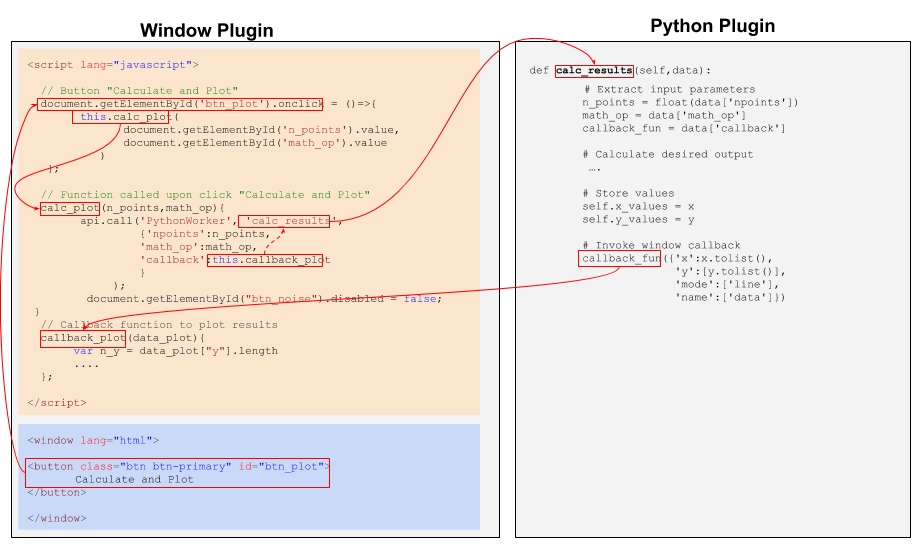 Window Plugin
<script lang="javascript">
// Button "Calculate and Plot"
document.getElementById('btn_plot').onclick = ()=>{
this.calc_plot(
document.getElementById('n_points').value,
document.getElementById('math_op').value
)
};
// Function called upon click "Calculate and Plot"
calc_plot(n_points,math_op){
api.call('PythonWorker', 'calc_results',
{'npoints':n_points,
'math_op':math_op,
'callback':this.callback_plot
}
);
document.getElementById("btn_noise").disabled = false;
}
// Callback function to plot results
callback_plot(data_plot){
var n_y = data_plot["y"].length
....
};
</script>
<window lang="html">
<button class="btn btn-primary" id="btn_plot">
Calculate and Plot
</button>
</window>
Python Plugin
def calc_results(self,data):
# Extract input parameters
n_points = float(data['npoints'])
math_op = data['math_op']
callback_fun = data['callback']
# Calculate desired output
….
# Store values
self.x_values = x
self.y_values = y
# Invoke window callback
callback_fun({'x':x.tolist(),
'y':[y.tolist()],
'mode':['line'],
'name':['data']})